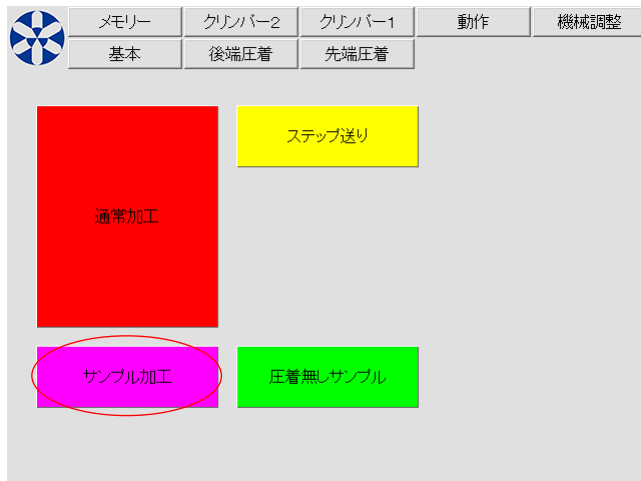 メモリー
クリンパー2
クリンパー1
動作
機械調整
基本
後端圧着
先端圧着
ステップ送り
通常加工
サンプル加工
圧着無しサンプル